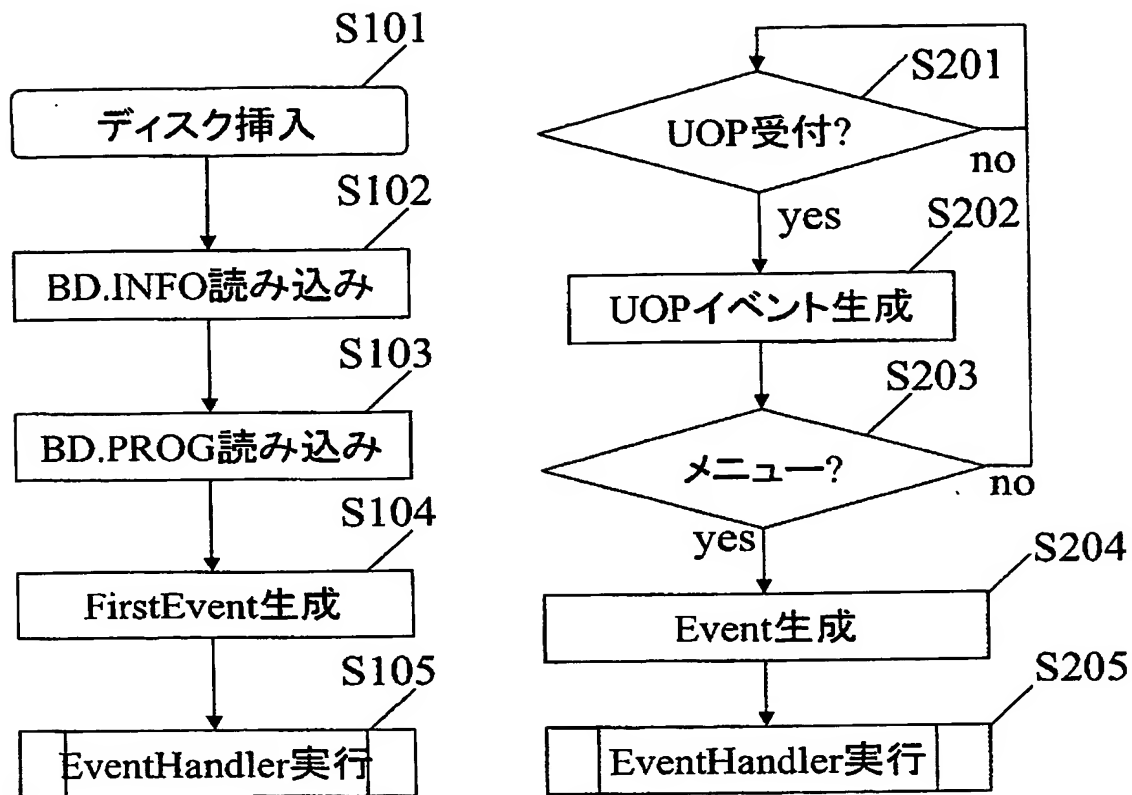 S101
ディスク挿入
S102
BD.INFO読み込み
S103
BD.PROG読み込み
S104
FirstEvent生成
S105
EventHandler実行
S201
UOP受付?
no
yes
S202
UOPイベント生成
S203
メニュー?
no
yes
S204
Event生成
S205
EventHandler実行